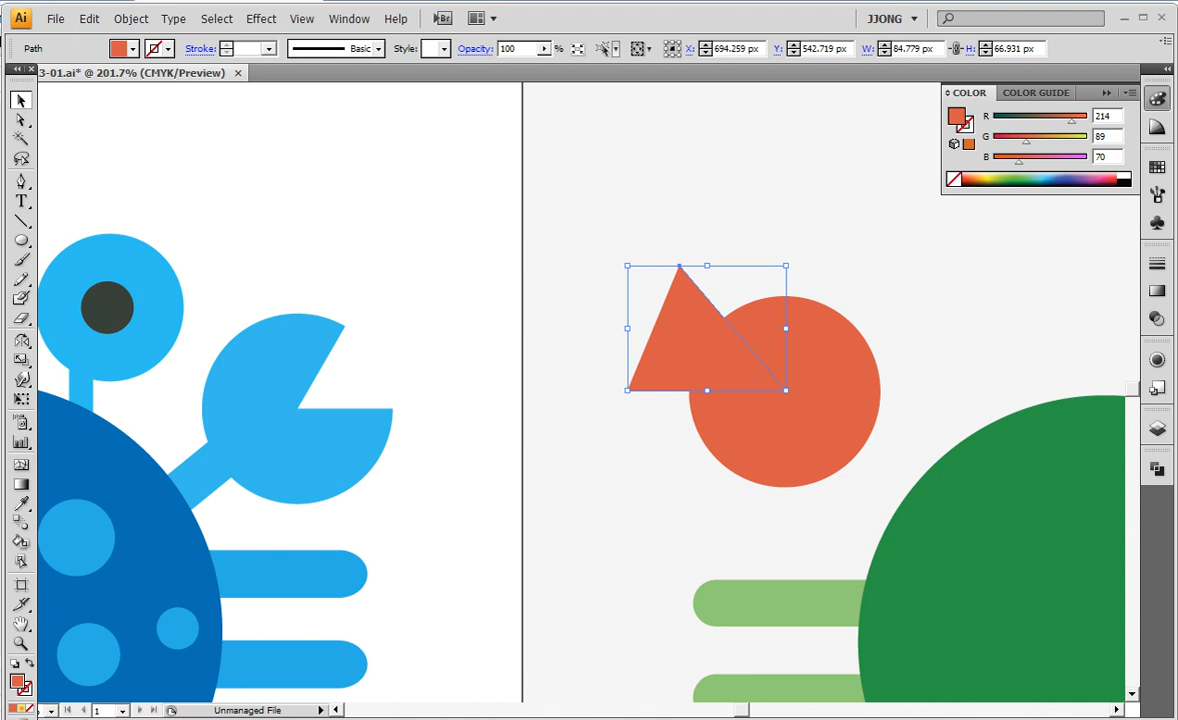 Ai File Edit Object Type Select Effect View Window Help Br JJONG
Path Stroke: Basic Style: Opacity: 100 % X: 694.259 px Y: 542.719 px W: 84.779 px H: 66.931 px
3-01.ai* @ 201.7% (CMYK/Preview)
COLOR COLOR GUIDE
R 214
G 89
B 70
T
1 Unmanaged File